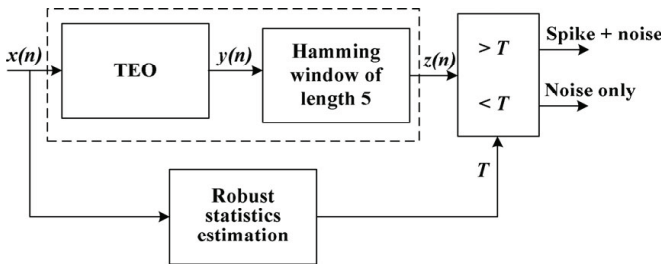 x(n)
TEO
y(n)
Hamming
window of
length 5
z(n)
> T
< T
Spike + noise
Noise only
T
Robust
statistics
estimation